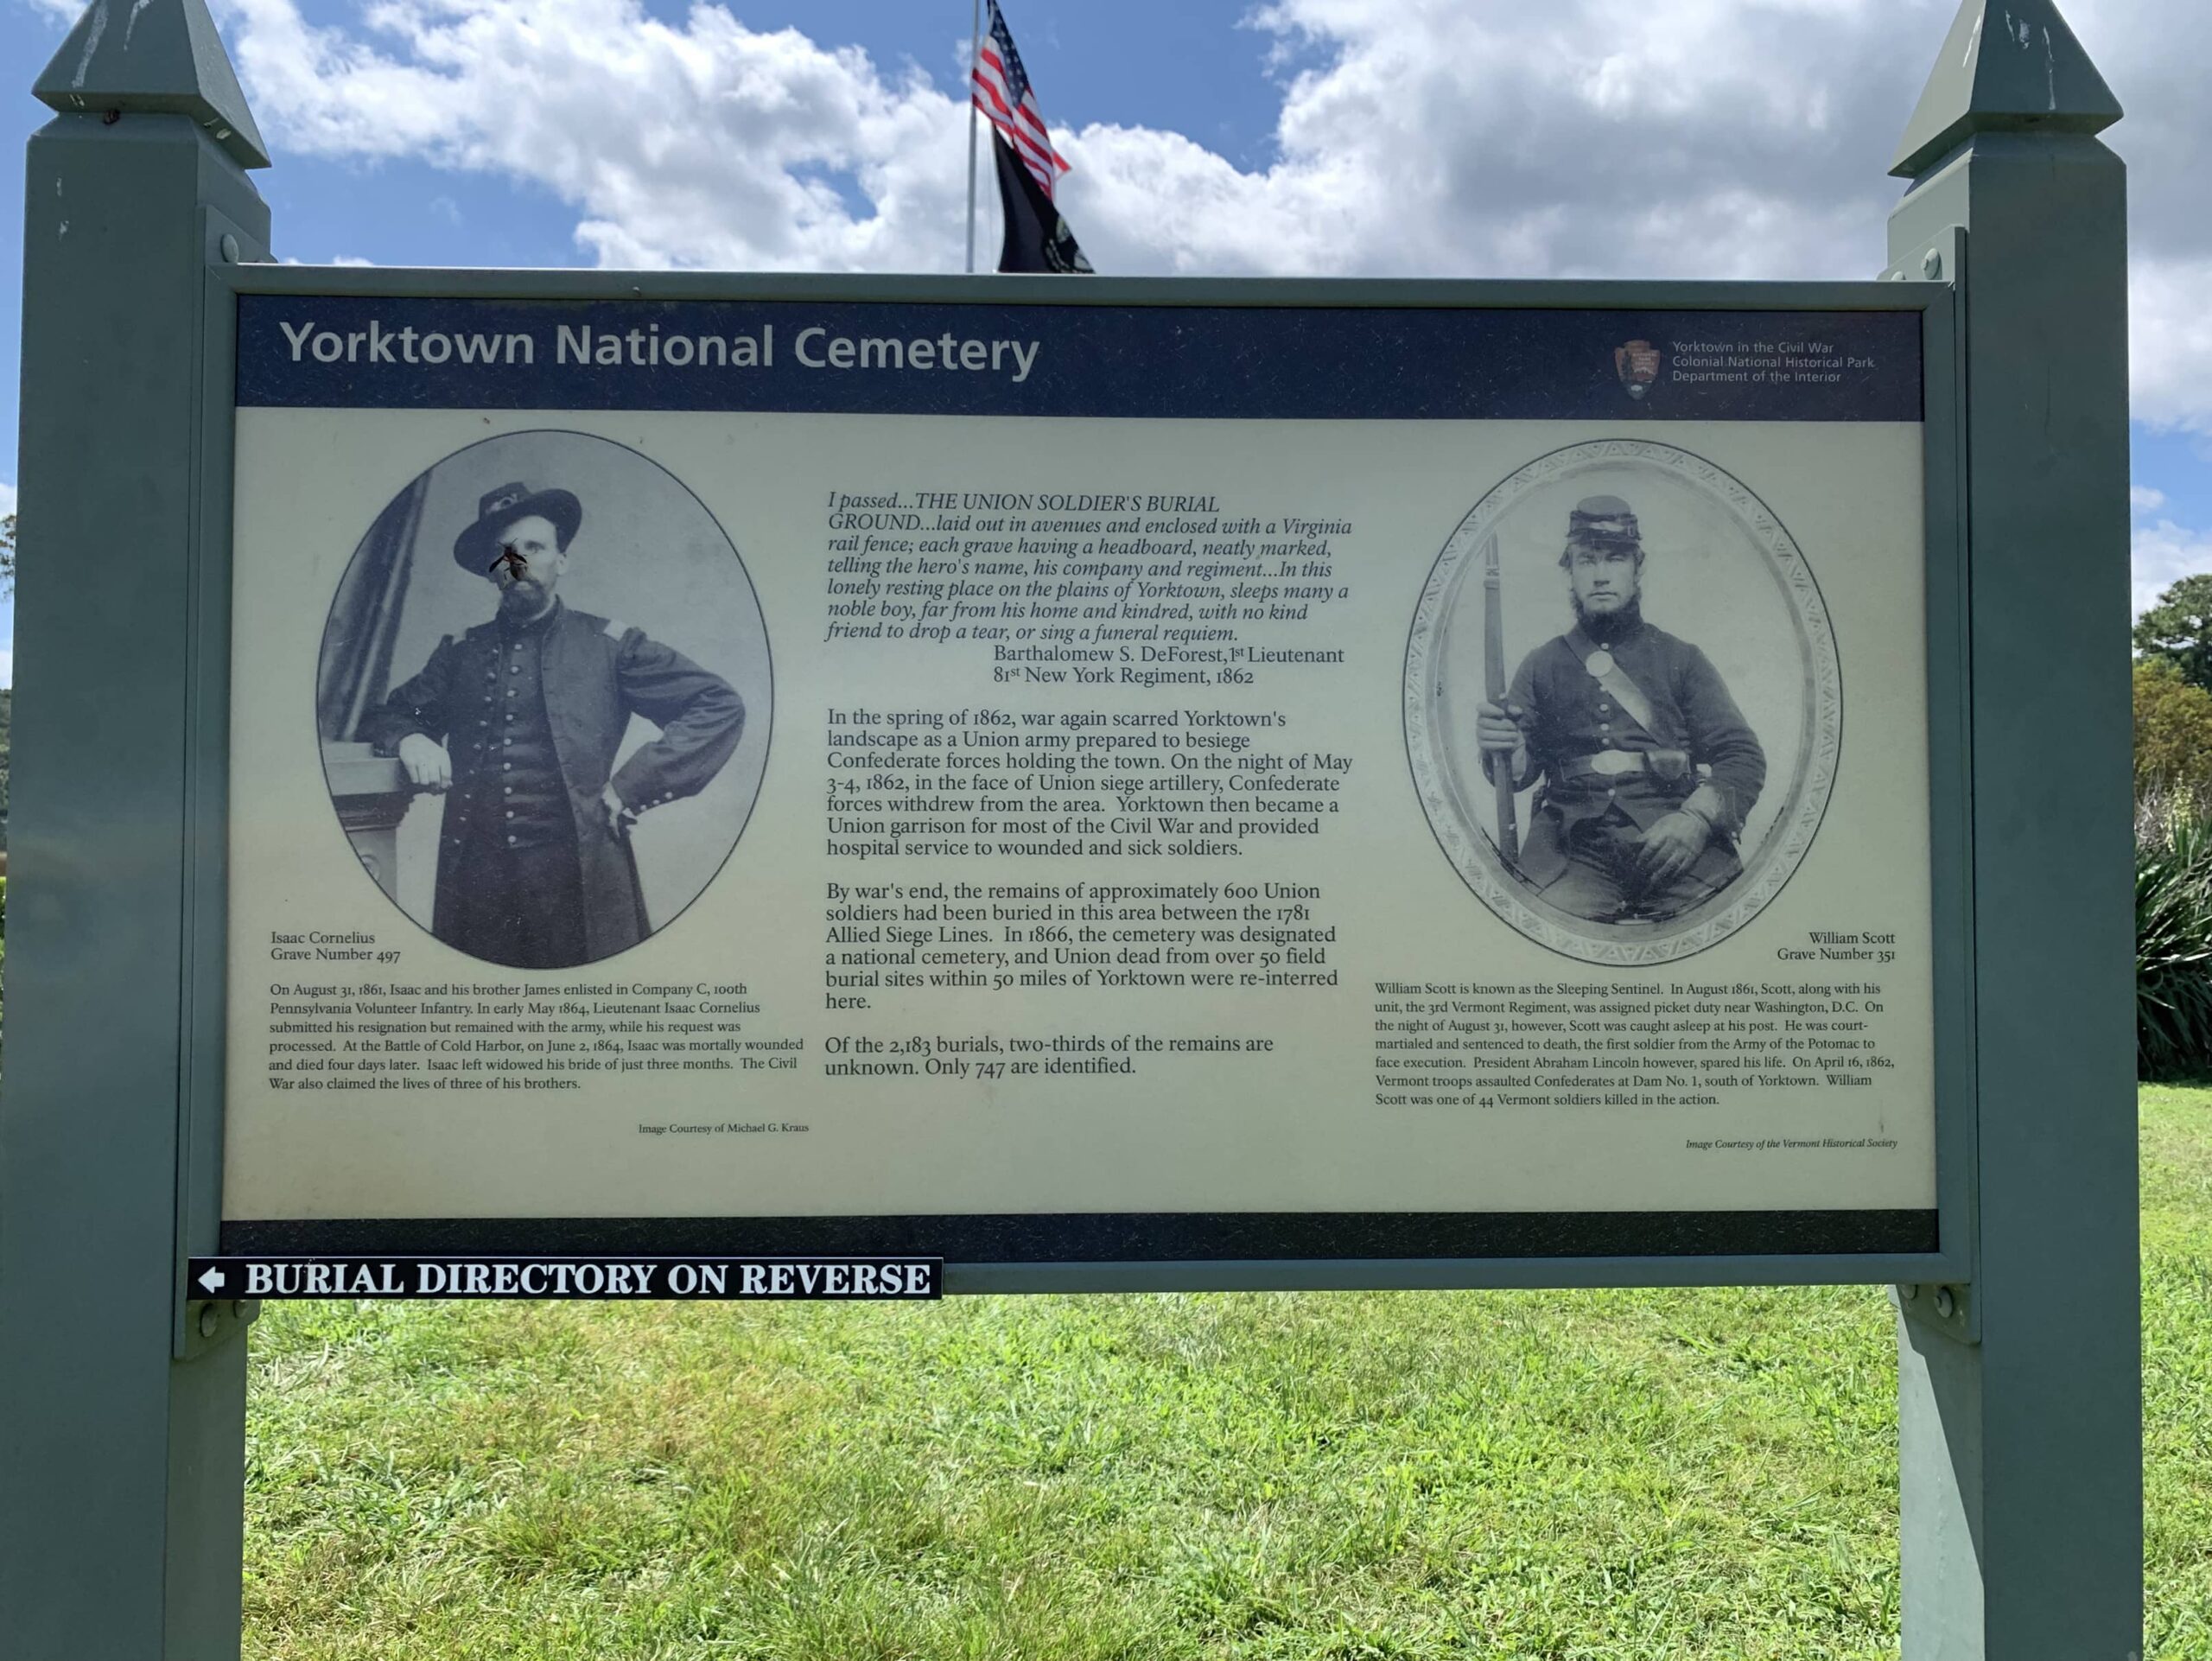 Yorktown National Cemetery
Yorktown in the Civil War
Colonial National Historical Park
Department of the Interior
Isaac Cornelius
Grave Number 497
On August 31, 1861, Isaac and his brother James enlisted in Company C, 100th
Pennsylvania Volunteer Infantry. In early May 1864, Lieutenant Isaac Cornelius
submitted his resignation but remained with the army, while his request was
processed. At the Battle of Cold Harbor, on June 2, 1864, Isaac was mortally wounded
and died four days later. Isaac left widowed his bride of just three months. The Civil
War also claimed the lives of three of his brothers.
Image Courtesy of Michael G. Kraus
I passed...THE UNION SOLDIER'S BURIAL
GROUND...laid out in avenues and enclosed with a Virginia
rail fence; each grave having a headboard, neatly marked,
telling the hero's name, his company and regiment...In this
lonely resting place on the plains of Yorktown, sleeps many a
noble boy, far from his home and kindred, with no kind
friend to drop a tear, or sing a funeral requiem.
Barthalomew S. DeForest,1st Lieutenant
81st New York Regiment, 1862
In the spring of 1862, war again scarred Yorktown's
landscape as a Union army prepared to besiege
Confederate forces holding the town. On the night of May
3-4, 1862, in the face of Union siege artillery, Confederate
forces withdrew from the area. Yorktown then became a
Union garrison for most of the Civil War and provided
hospital service to wounded and sick soldiers.
By war's end, the remains of approximately 600 Union
soldiers had been buried in this area between the 1781
Allied Siege Lines. In 1866, the cemetery was designated
a national cemetery, and Union dead from over 50 field
burial sites within 50 miles of Yorktown were re-interred
here.
Of the 2,183 burials, two-thirds of the remains are
unknown. Only 747 are identified.
William Scott
Grave Number 351
William Scott is known as the Sleeping Sentinel. In August 1861, Scott, along with his
unit, the 3rd Vermont Regiment, was assigned picket duty near Washington, D.C. On
the night of August 31, however, Scott was caught asleep at his post. He was court-
martialed and sentenced to death, the first soldier from the Army of the Potomac to
face execution. President Abraham Lincoln however, spared his life. On April 16, 1862,
Vermont troops assaulted Confederates at Dam No. 1, south of Yorktown. William
Scott was one of 44 Vermont soldiers killed in the action.
Image Courtesy of the Vermont Historical Society
BURIAL DIRECTORY ON REVERSE